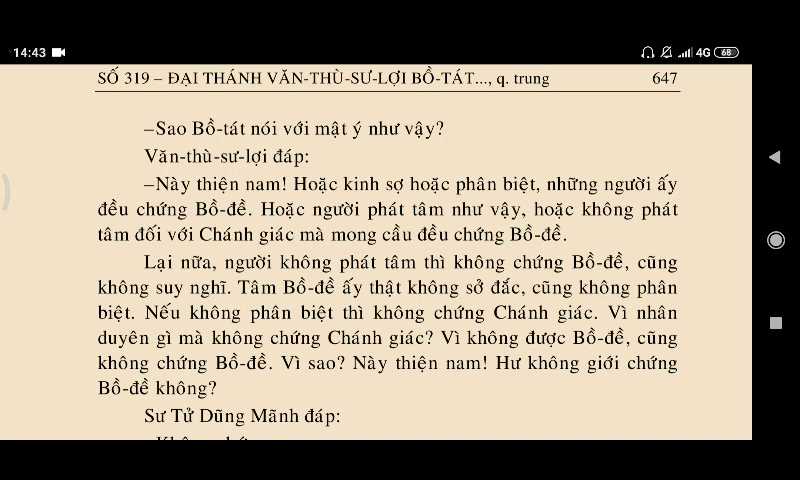 14:43
4G 68
SỐ 319 – ĐẠI THÁNH VĂN-THÙ-SƯ-LỢI BỒ-TÁT..., q. trung 647
–Sao Bồ-tát nói với mật ý như vậy?
Văn-thù-sư-lợi đáp:
–Này thiện nam! Hoặc kinh sợ hoặc phân biệt, những người ấy
đều chứng Bồ-đề. Hoặc người phát tâm như vậy, hoặc không phát
tâm đối với Chánh giác mà mong cầu đều chứng Bồ-đề.
Lại nữa, người không phát tâm thì không chứng Bồ-đề, cũng
không suy nghĩ. Tâm Bồ-đề ấy thật không sở đắc, cũng không phân
biệt. Nếu không phân biệt thì không chứng Chánh giác. Vì nhân
duyên gì mà không chứng Chánh giác? Vì không được Bồ-đề, cũng
không chứng Bồ-đề. Vì sao? Này thiện nam! Hư không giới chứng
Bồ-đề không?
Sư Tử Dũng Mãnh đáp: